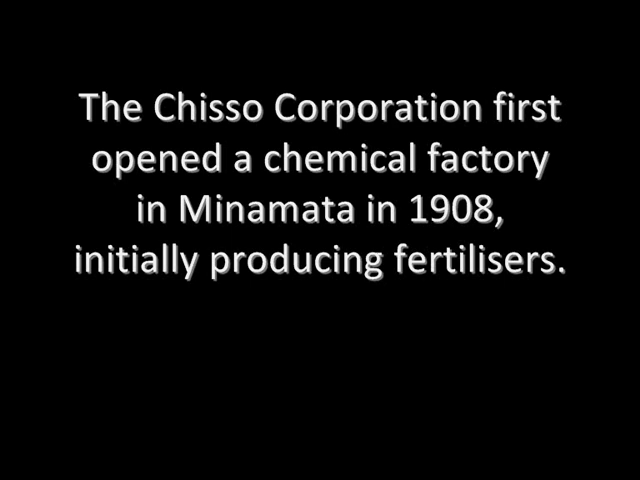 The Chisso Corporation first
opened a chemical factory
in Minamata in 1908,
initially producing fertilisers.